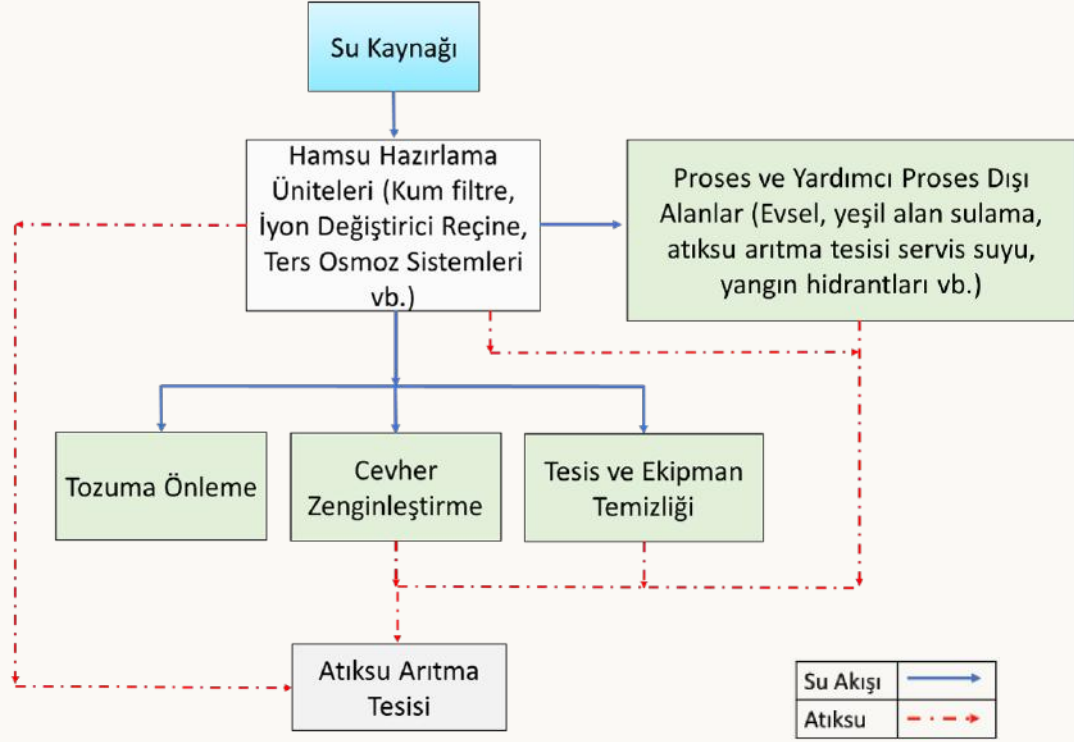 Su Kaynağı
Hamsu Hazırlama
Üniteleri (Kum filtre,
İyon Değiştirici Reçine,
Ters Osmoz Sistemleri
vb.)
Proses ve Yardımcı Proses Dışı
Alanlar (Evsel, yeşil alan sulama,
atıksu arıtma tesisi servis suyu,
yangın hidrantları vb.)
Tozuma Önleme
Cevher
Zenginleştirme
Tesis ve Ekipman
Temizliği
Atıksu Arıtma
Tesisi
Su Akışı
Atıksu